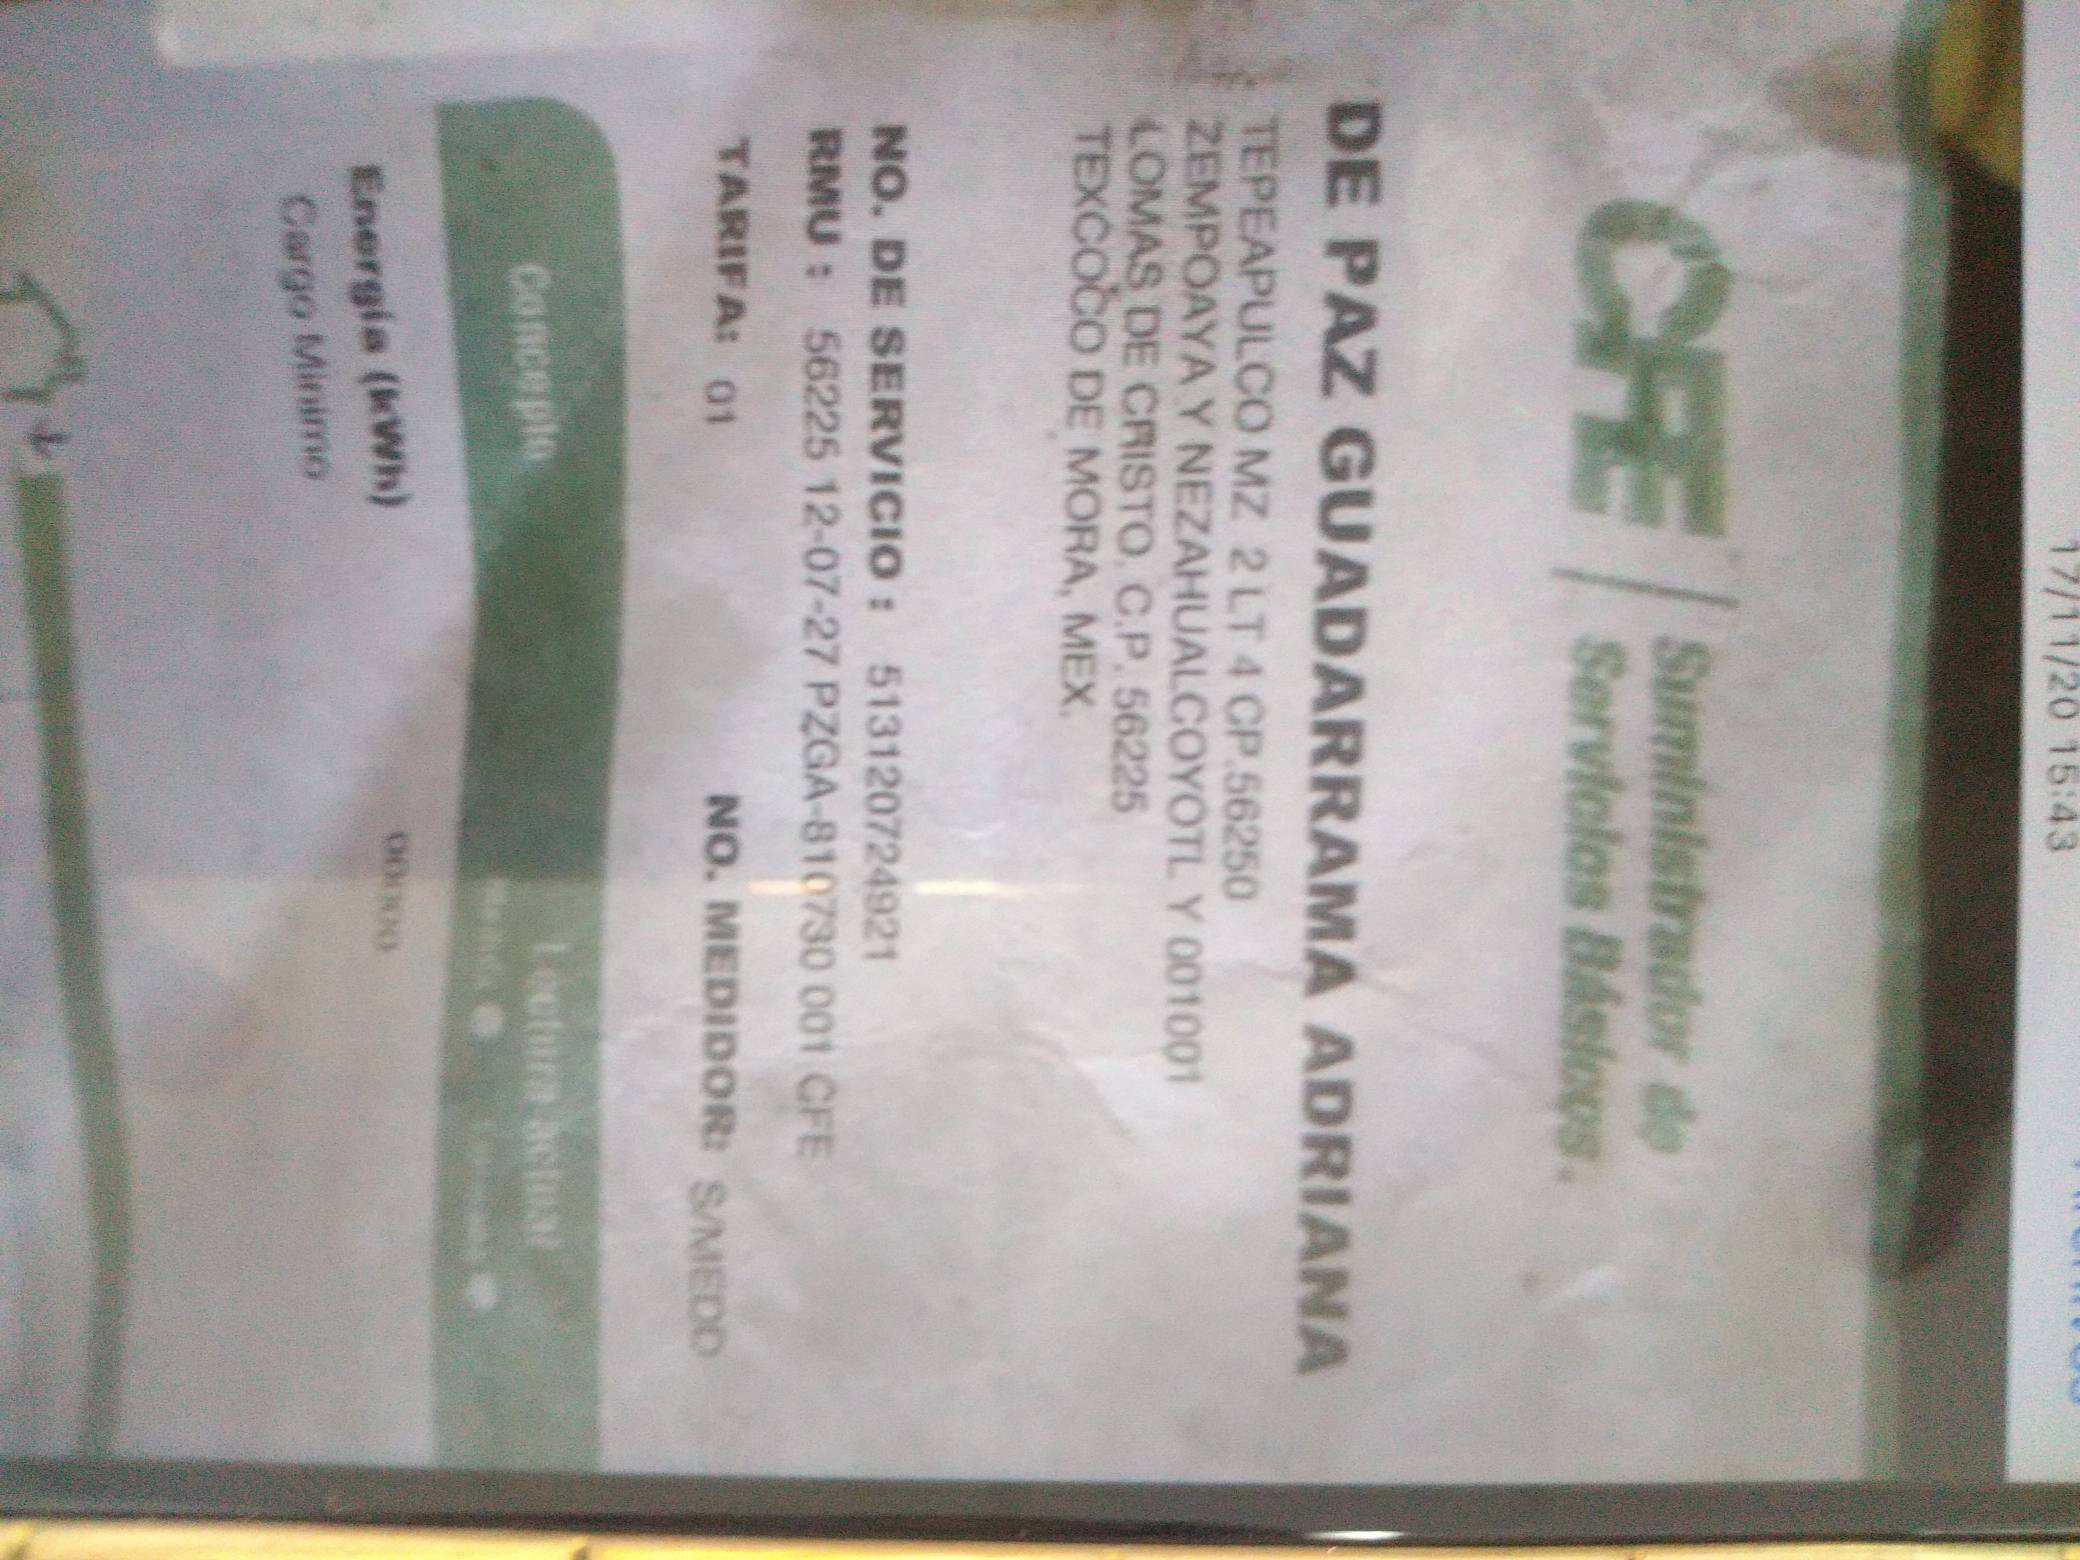 17/11/20 15:43
CFE
Suministrador de
Servicios Básicos.
DE PAZ GUADARRAMA ADRIANA
TEPEAPULCO MZ 2 LT 4 CP.56250
ZEMPOAYA Y NEZAHUALCOYOTL Y 001001
LOMAS DE CRISTO. C.P. 56225
TEXCOCO DE MORA, MEX.
NO. DE SERVICIO : 513120724921
RMU : 56225 12-07-27 PZGA-810730 001 CFE
TARIFA: 01 NO. MEDIDOR: S/MEDD
Concepto Lectura actual
Energía (kWh) 00000
Cargo Mínimo